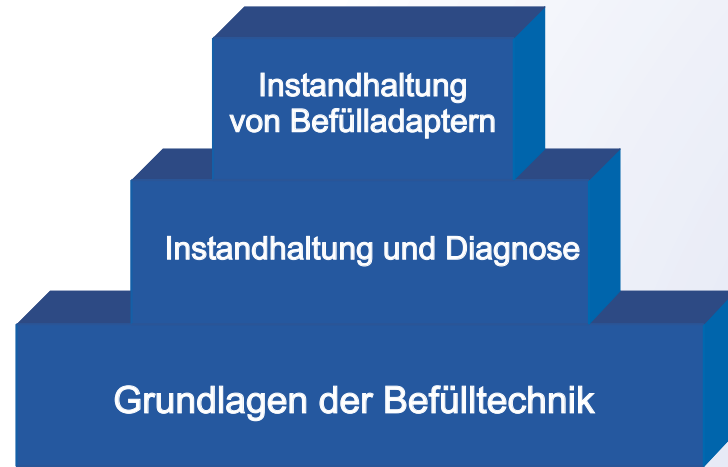 Instandhaltung
von Befülladaptern
Instandhaltung und Diagnose
Grundlagen der Befülltechnik